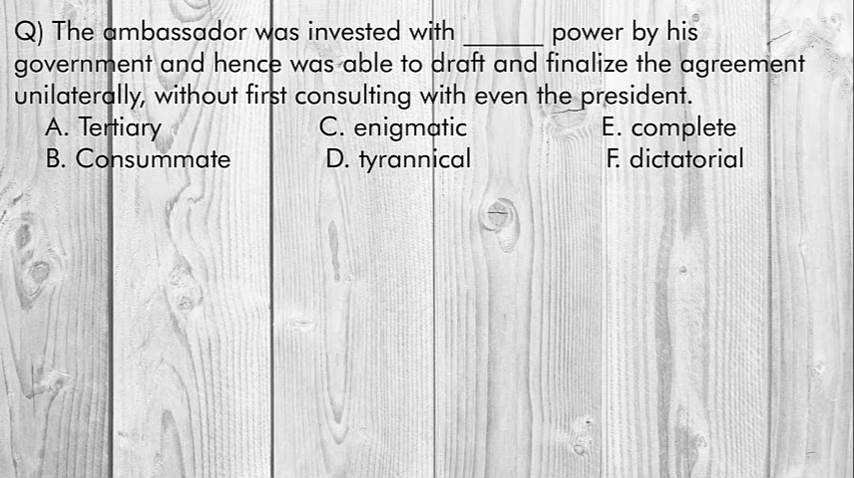 Q) The ambassador was invested with ______ power by his
government and hence was able to draft and finalize the agreement
unilaterally, without first consulting with even the president.
A. Tertiary C. enigmatic E. complete
B. Consummate D. tyrannical F. dictatorial